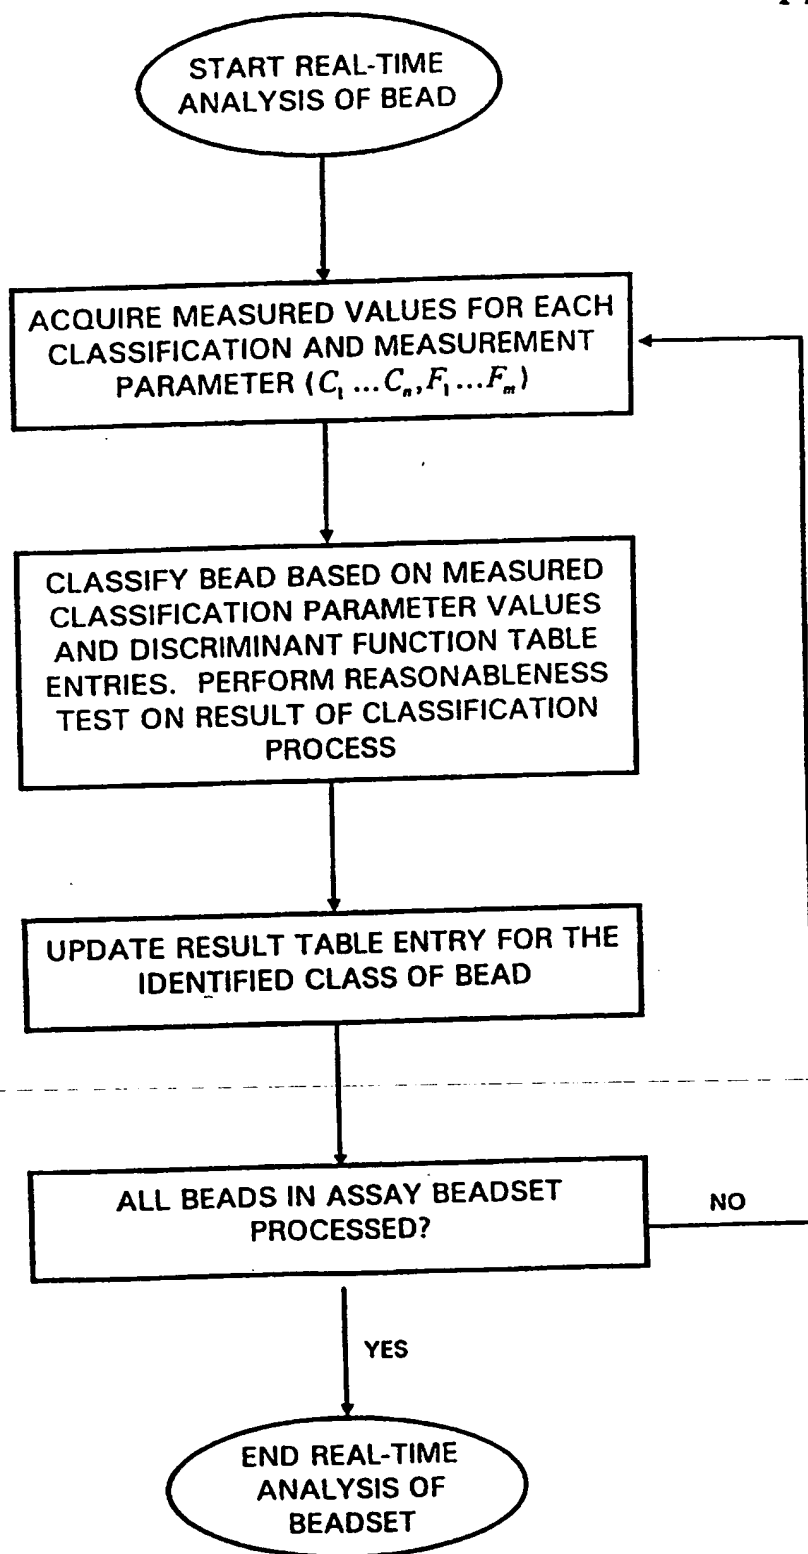 START REAL-TIME
ANALYSIS OF BEAD
ACQUIRE MEASURED VALUES FOR EACH
CLASSIFICATION AND MEASUREMENT
PARAMETER (C₁ ...Cₙ,F₁ ...Fₘ)
CLASSIFY BEAD BASED ON MEASURED
CLASSIFICATION PARAMETER VALUES
AND DISCRIMINANT FUNCTION TABLE
ENTRIES. PERFORM REASONABLENESS
TEST ON RESULT OF CLASSIFICATION
PROCESS
UPDATE RESULT TABLE ENTRY FOR THE
IDENTIFIED CLASS OF BEAD
ALL BEADS IN ASSAY BEADSET
PROCESSED?
NO
YES
END REAL-TIME
ANALYSIS OF
BEADSET